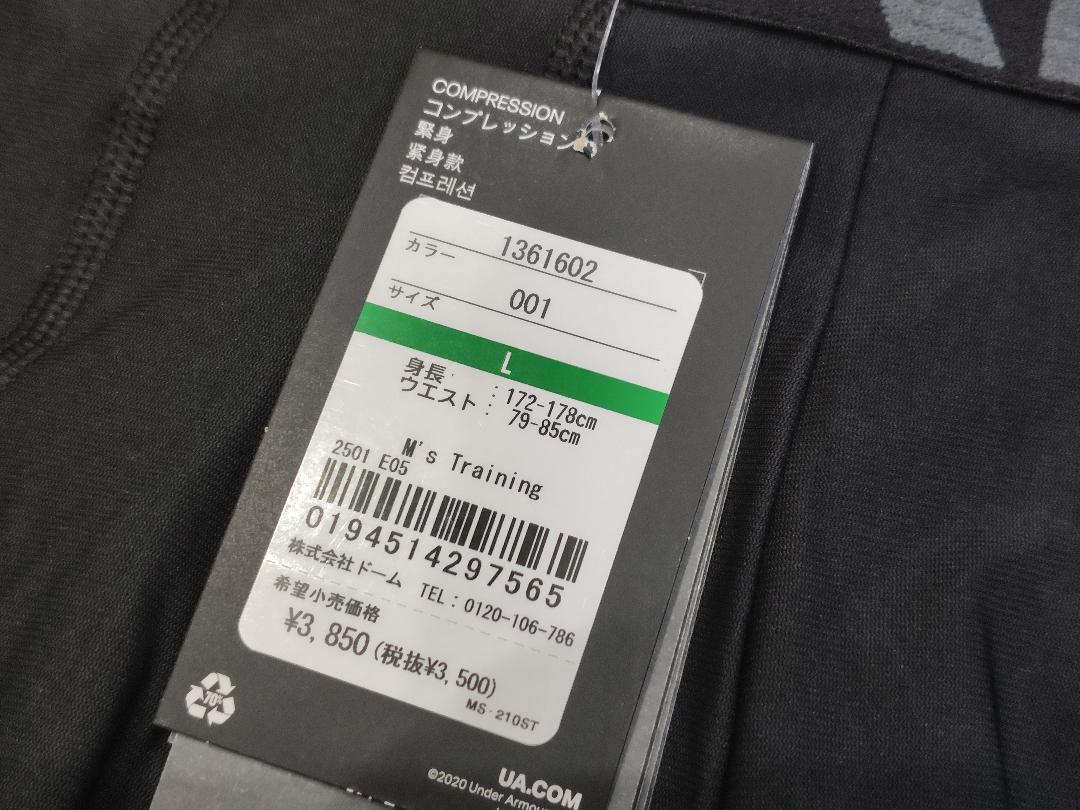 COMPRESSION
コンプレッション
緊身
紧身款
컴프레션
1361602
カラー
001
サイズ
L
身長 : 172-178cm
ウエスト : 79-85cm
M's Training
2501 E05
0194514297565
株式会社ドーム TEL : 0120-106-786
希望小売価格
¥3,850 (税抜¥3,500)
MS-210ST
UA.COM
©2020 Under Armour